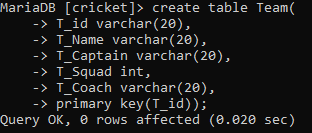 MariaDB [cricket]> create table Team(
    -> T_id varchar(20),
    -> T_Name varchar(20),
    -> T_Captain varchar(20),
    -> T_Squad int,
    -> T_Coach varchar(20),
    -> primary key(T_id));
Query OK, 0 rows affected (0.020 sec)